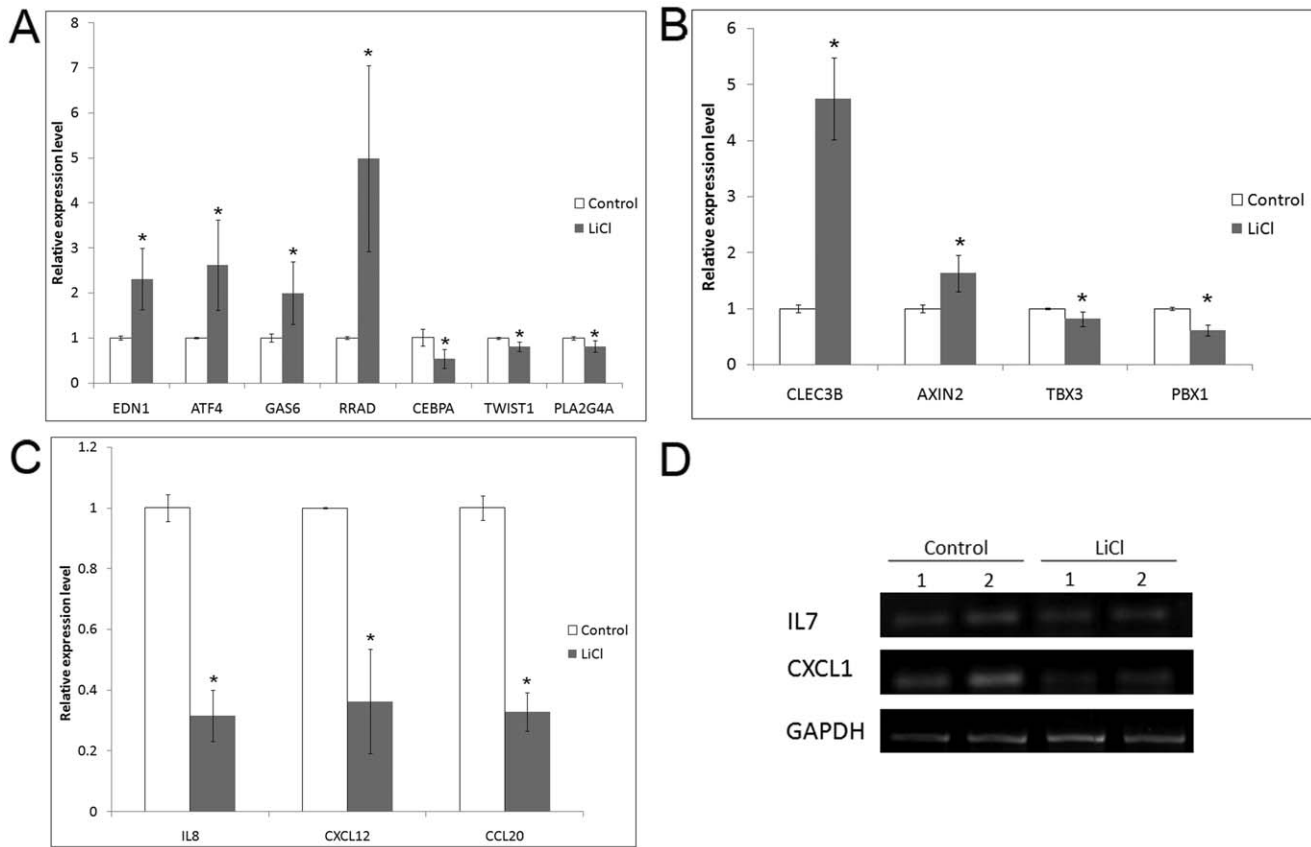 A
8
7
6
5
4
3
2
1
0
Relative expression level
* * * * * * *
Control
LiCl
EDN1 ATF4 GAS6 RRAD CEBPA TWIST1 PLA2G4A
B
6
5
4
3
2
1
0
Relative expression level
* * * *
Control
LiCl
CLEC3B AXIN2 TBX3 PBX1
C
1.2
1
0.8
0.6
0.4
0.2
0
Relative expression level
* * *
Control
LiCl
IL8 CXCL12 CCL20
D
Control LiCl
1 2 1 2
IL7
CXCL1
GAPDH